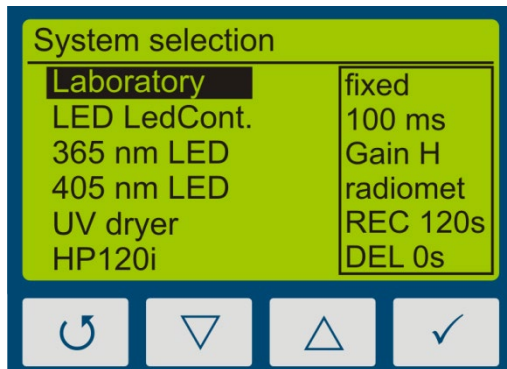 System selection
Laboratory
LED LedCont.
365 nm LED
405 nm LED
UV dryer
HP120i
fixed
100 ms
Gain H
radiomet
REC 120s
DEL 0s